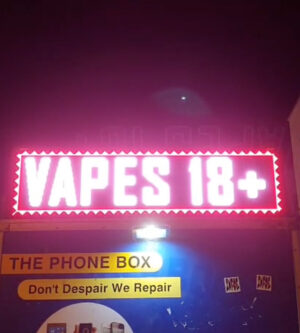 VAPES 18+
THE PHONE BOX
Don't Despair We Repair